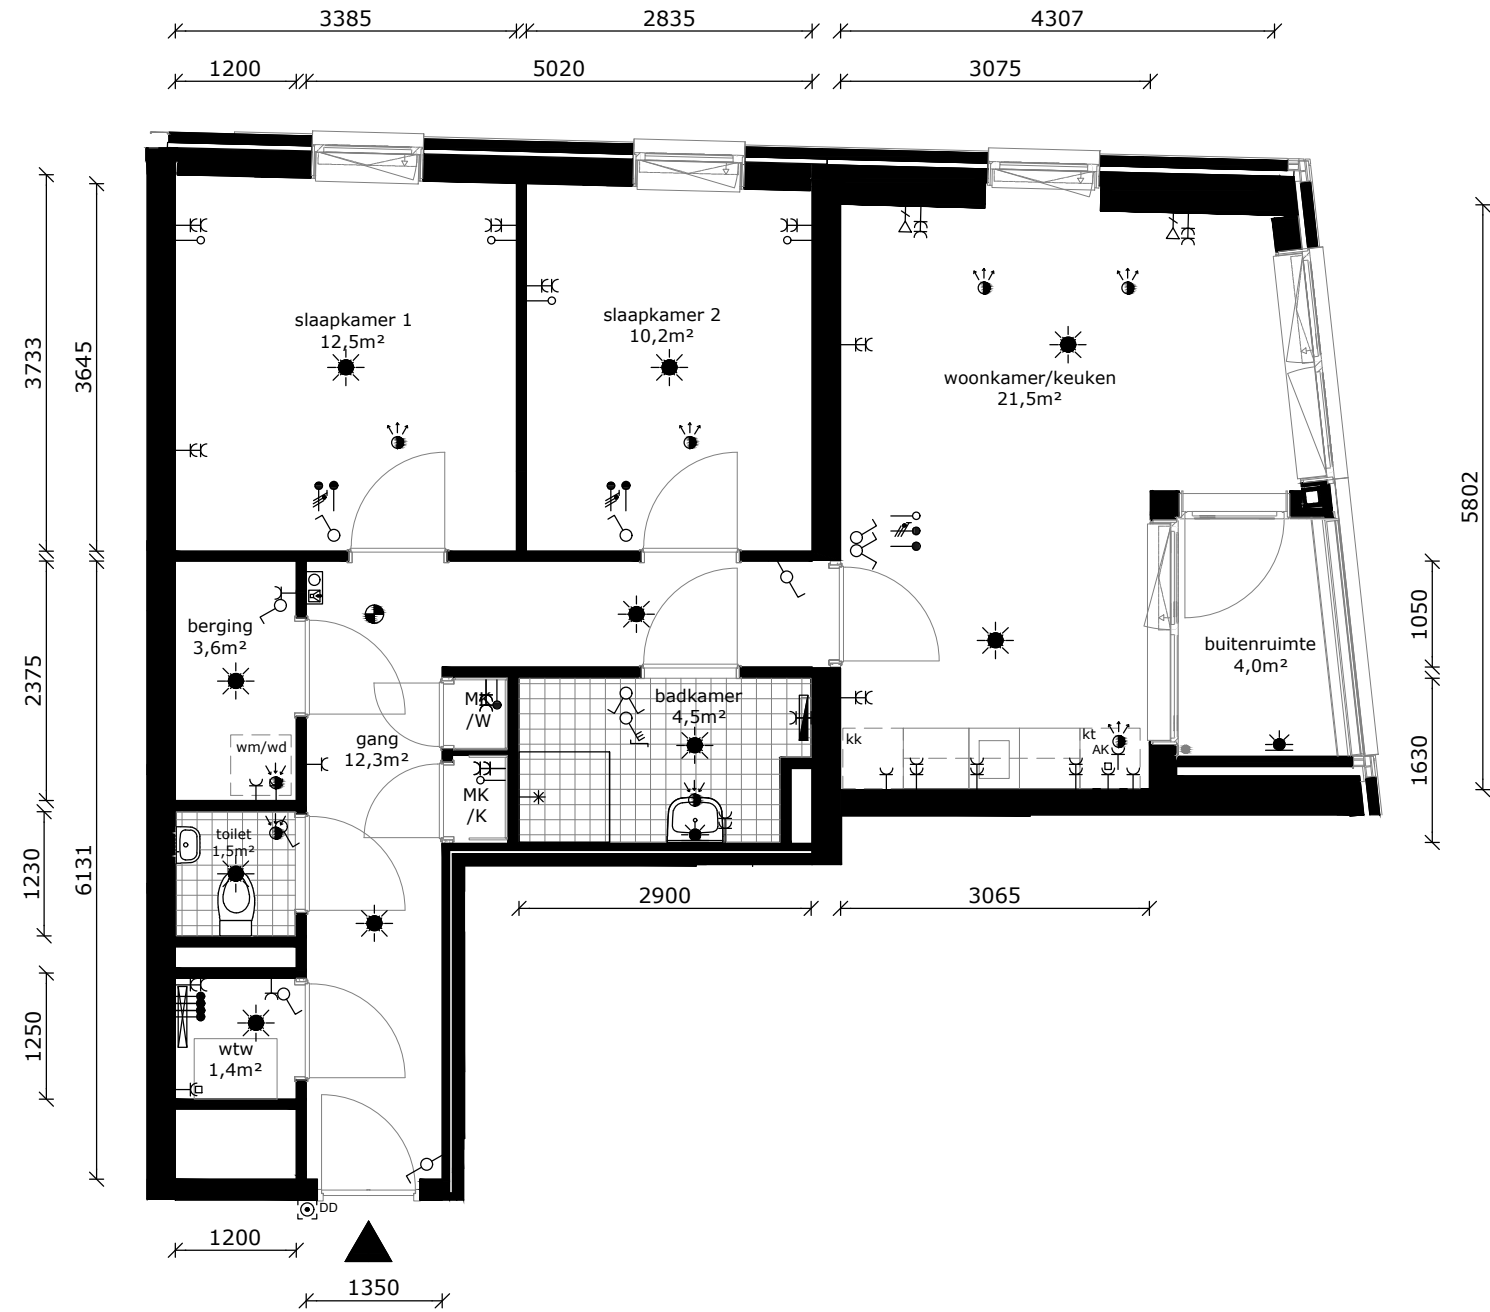 3385 2835 4307
1200 5020 3075
slaapkamer 1
12,5m²
slaapkamer 2
10,2m²
woonkamer/keuken
21,5m²
3733
3645
5802
berging
3,6m²
buitenruimte
4,0m²
1050
2375
badkamer
4,5m²
MK
/W
gang
12,3m²
wm/wd
kk
kt
AK
1630
MK
/K
toilet
1,5m²
1230
6131
2900
3065
1250
wtw
1,4m²
DD
1200
1350